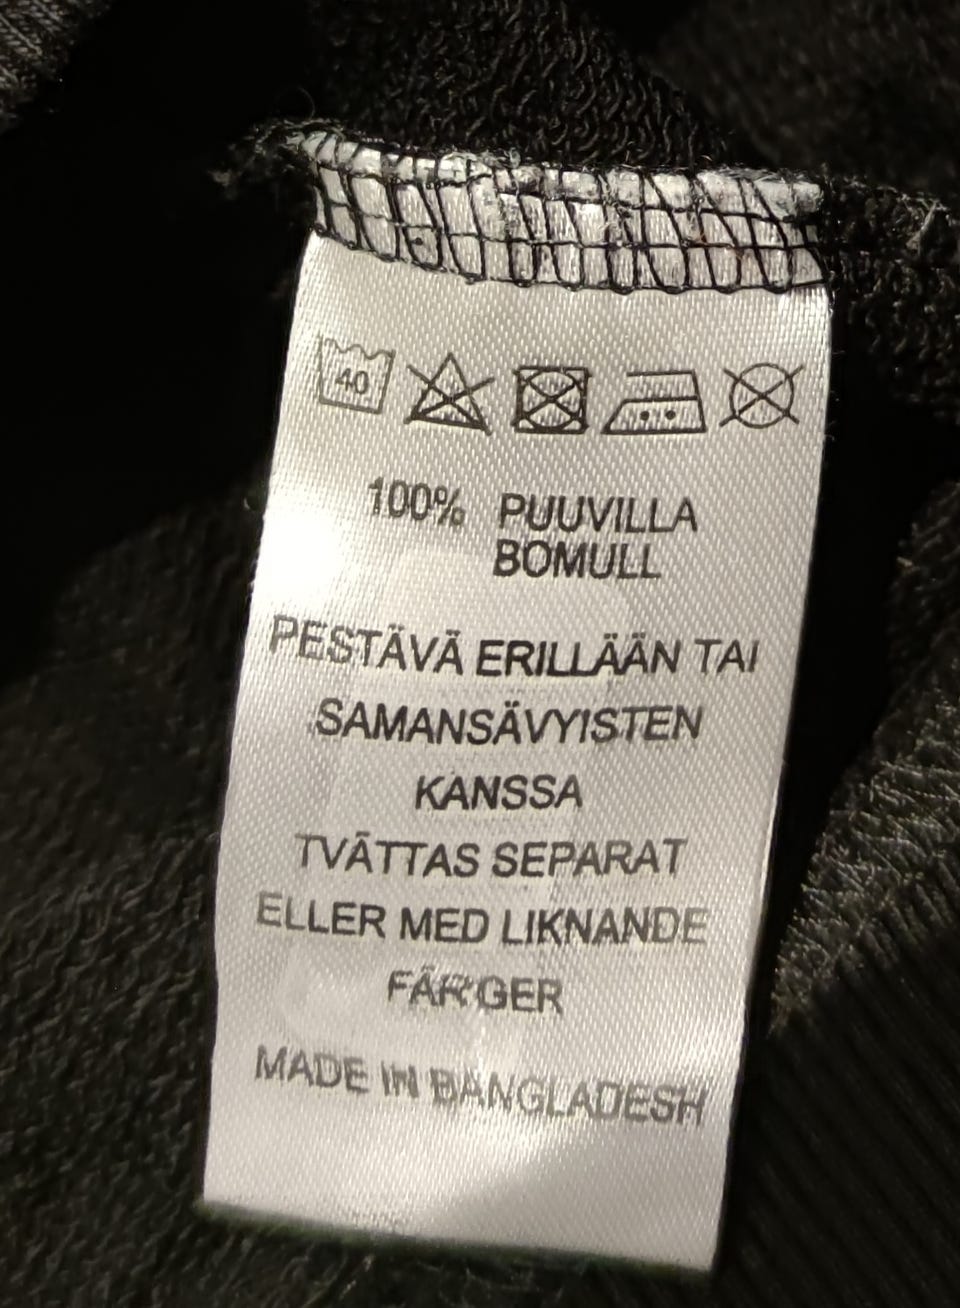 40
100% PUUVILLA
BOMULL
PESTÄVÄ ERILLÄÄN TAI
SAMANSÄVYISTEN
KANSSA
TVÄTTAS SEPARAT
ELLER MED LIKNANDE
FÄRGER
MADE IN BANGLADESH